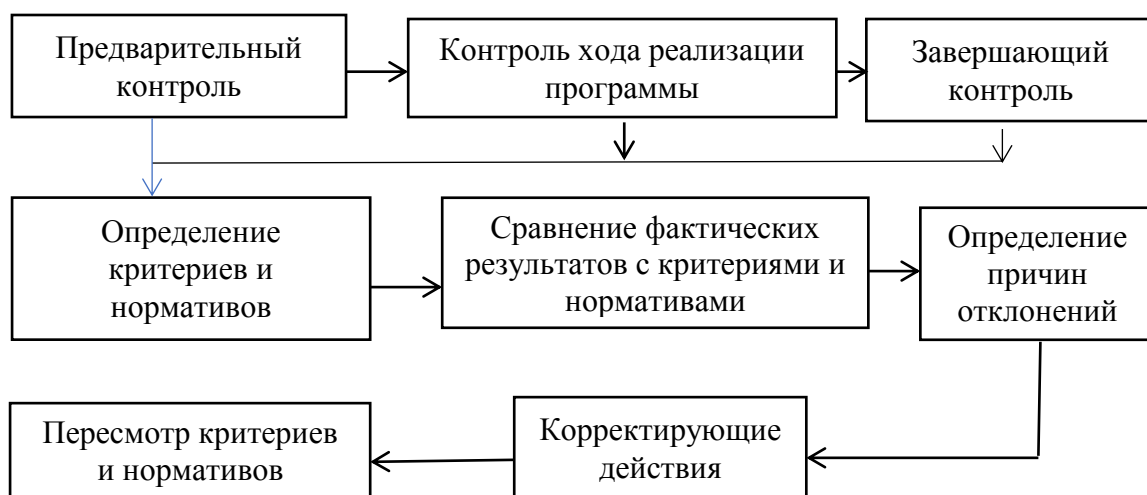 Предварительный
контроль
Контроль хода реализации
программы
Завершающий
контроль
Определение
критериев и
нормативов
Сравнение фактических
результатов с критериями и
нормативами
Определение
причин
отклонений
Пересмотр критериев
и нормативов
Корректирующие
действия